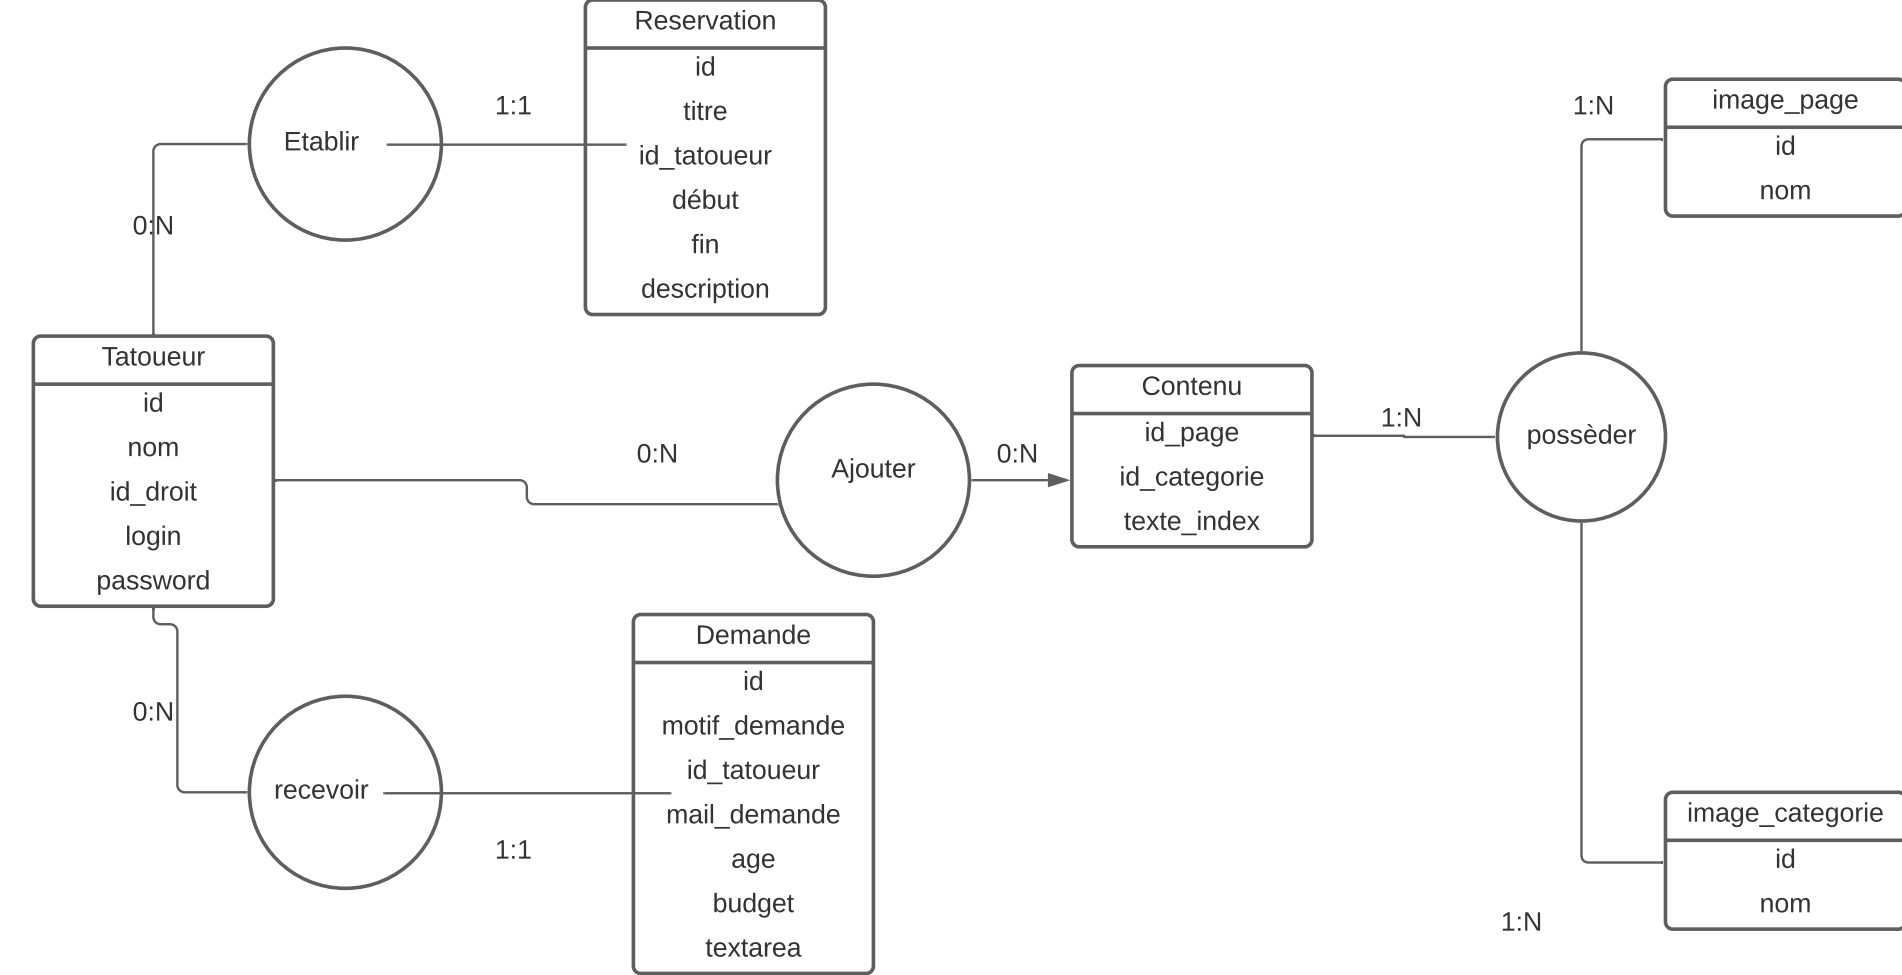 Reservation
id
titre
id_tatoueur
début
fin
description
Etablir
1:1
0:N
Tatoueur
id
nom
id_droit
login
password
0:N
Ajouter
0:N
Contenu
id_page
id_categorie
texte_index
1:N
possèder
1:N
image_page
id
nom
0:N
recevoir
1:1
Demande
id
motif_demande
id_tatoueur
mail_demande
age
budget
textarea
image_categorie
id
nom
1:N